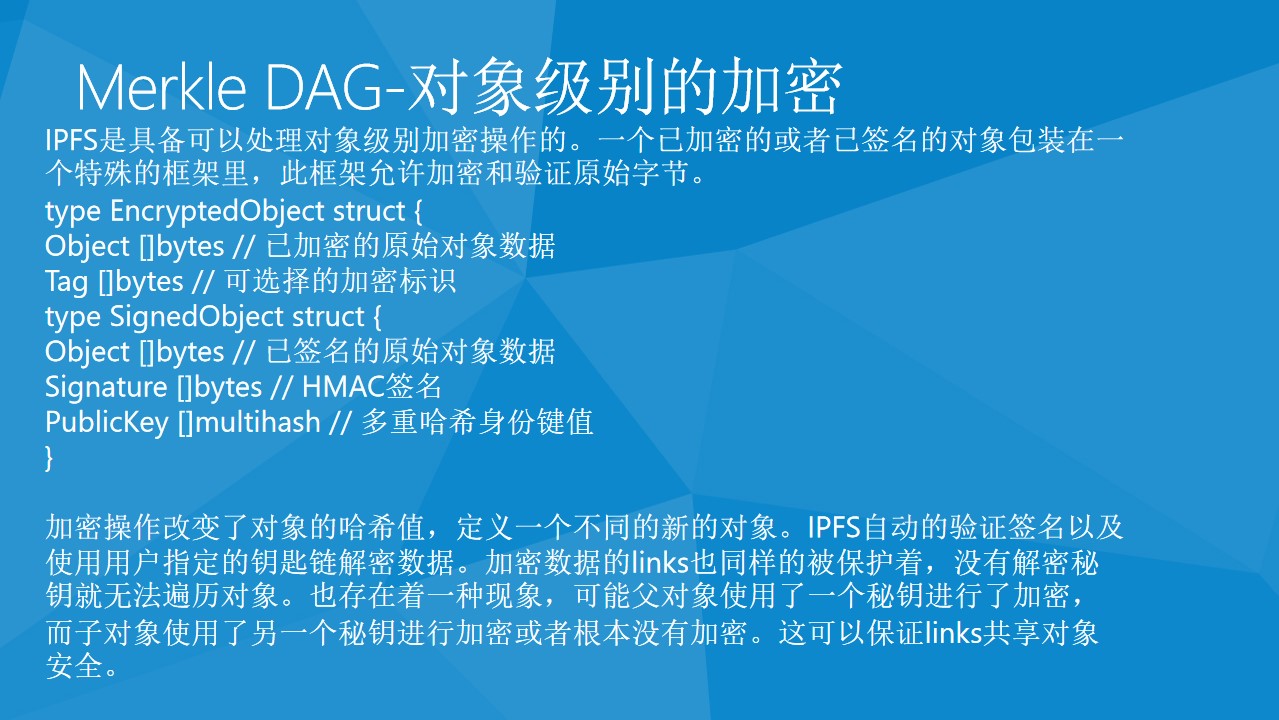 Merkle DAG-对象级别的加密
IPFS是具备可以处理对象级别加密操作的。一个已加密的或者已签名的对象包装在一
个特殊的框架里，此框架允许加密和验证原始字节。
type EncryptedObject struct {
Object []bytes // 已加密的原始对象数据
Tag []bytes // 可选择的加密标识
type SignedObject struct {
Object []bytes // 已签名的原始对象数据
Signature []bytes // HMAC签名
PublicKey []multihash // 多重哈希身份键值
}
加密操作改变了对象的哈希值，定义一个不同的新的对象。IPFS自动的验证签名以及
使用用户指定的钥匙链解密数据。加密数据的links也同样的被保护着，没有解密秘
钥就无法遍历对象。也存在着一种现象，可能父对象使用了一个秘钥进行了加密，
而子对象使用了另一个秘钥进行加密或者根本没有加密。这可以保证links共享对象
安全。